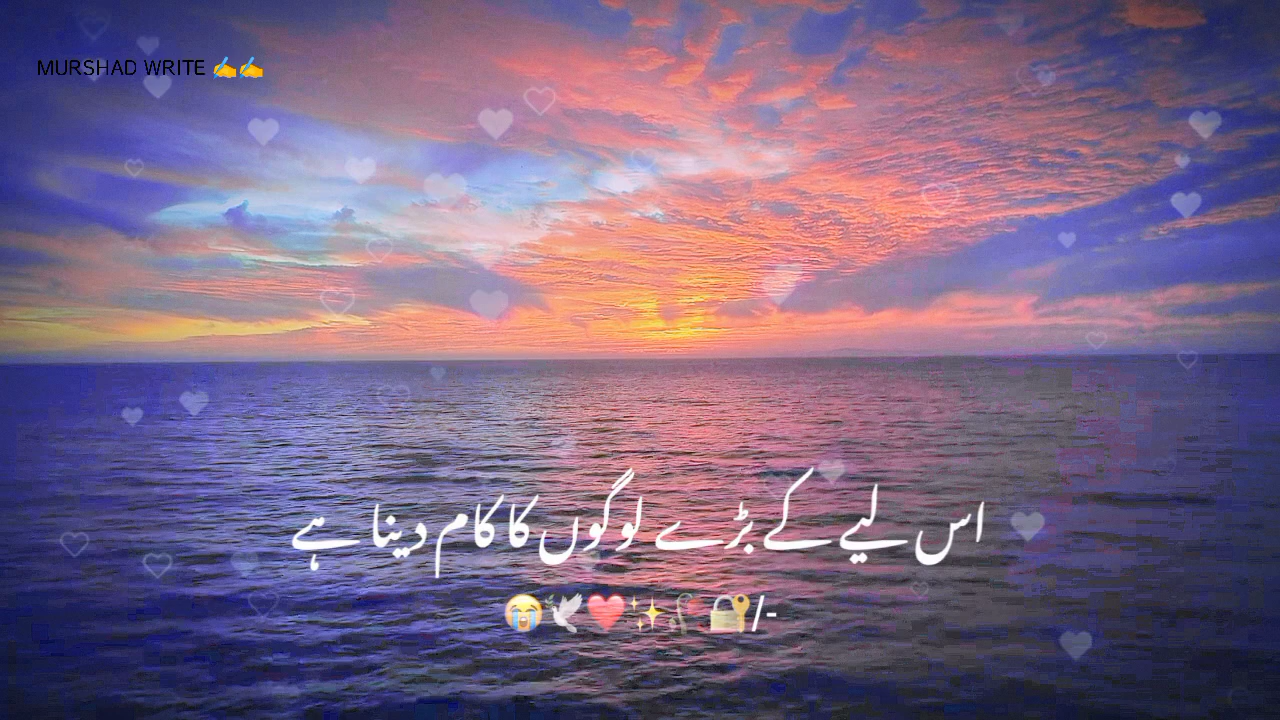 MURSHAD WRITE ✍️✍️
اس لیے کے بڑے لوگوں کا کام دینا ہے
😭🕊️❤️✨🥀🔐/-